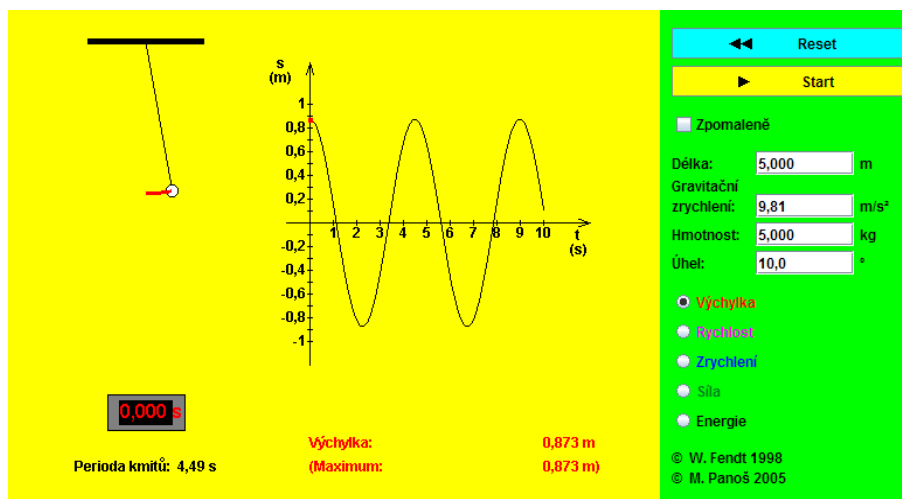 s
(m)
1
0,8
0,6
0,4
0,2
-0,2
-0,4
-0,6
-0,8
-1
1 2 3 4 5 6 7 8 9 10
t
(s)
0,000 s
Perioda kmitů: 4,49 s
Výchylka: 0,873 m
(Maximum: 0,873 m)
Reset
Start
Zpomaleně
Délka: 5,000 m
Gravitační
zrychlení: 9,81 m/s²
Hmotnost: 5,000 kg
Úhel: 10,0 °
Výchylka
Rychlost
Zrychlení
Síla
Energie
© W. Fendt 1998
© M. Panoš 2005